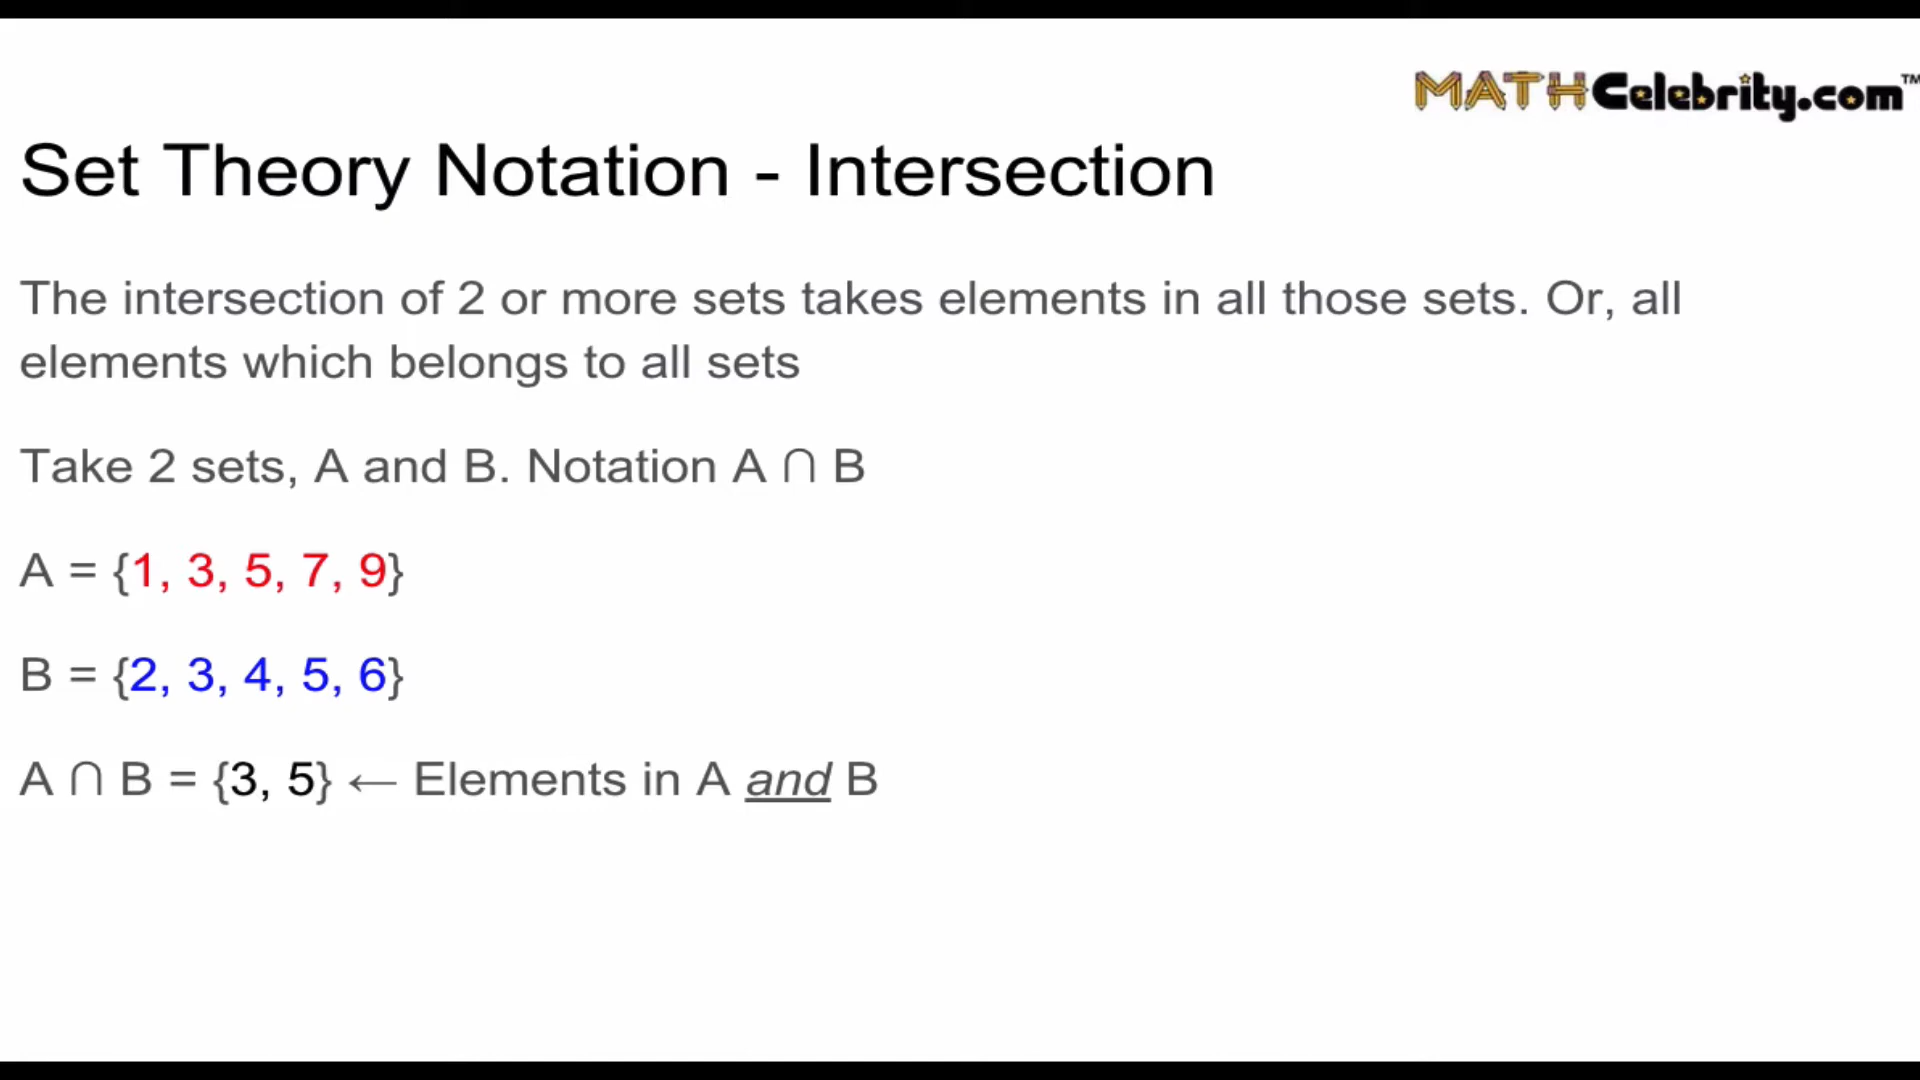 MATHCelebrity.com™
Set Theory Notation - Intersection
The intersection of 2 or more sets takes elements in all those sets. Or, all
elements which belongs to all sets
Take 2 sets, A and B. Notation A ∩ B
A = {1, 3, 5, 7, 9}
B = {2, 3, 4, 5, 6}
A ∩ B = {3, 5} ← Elements in A and B